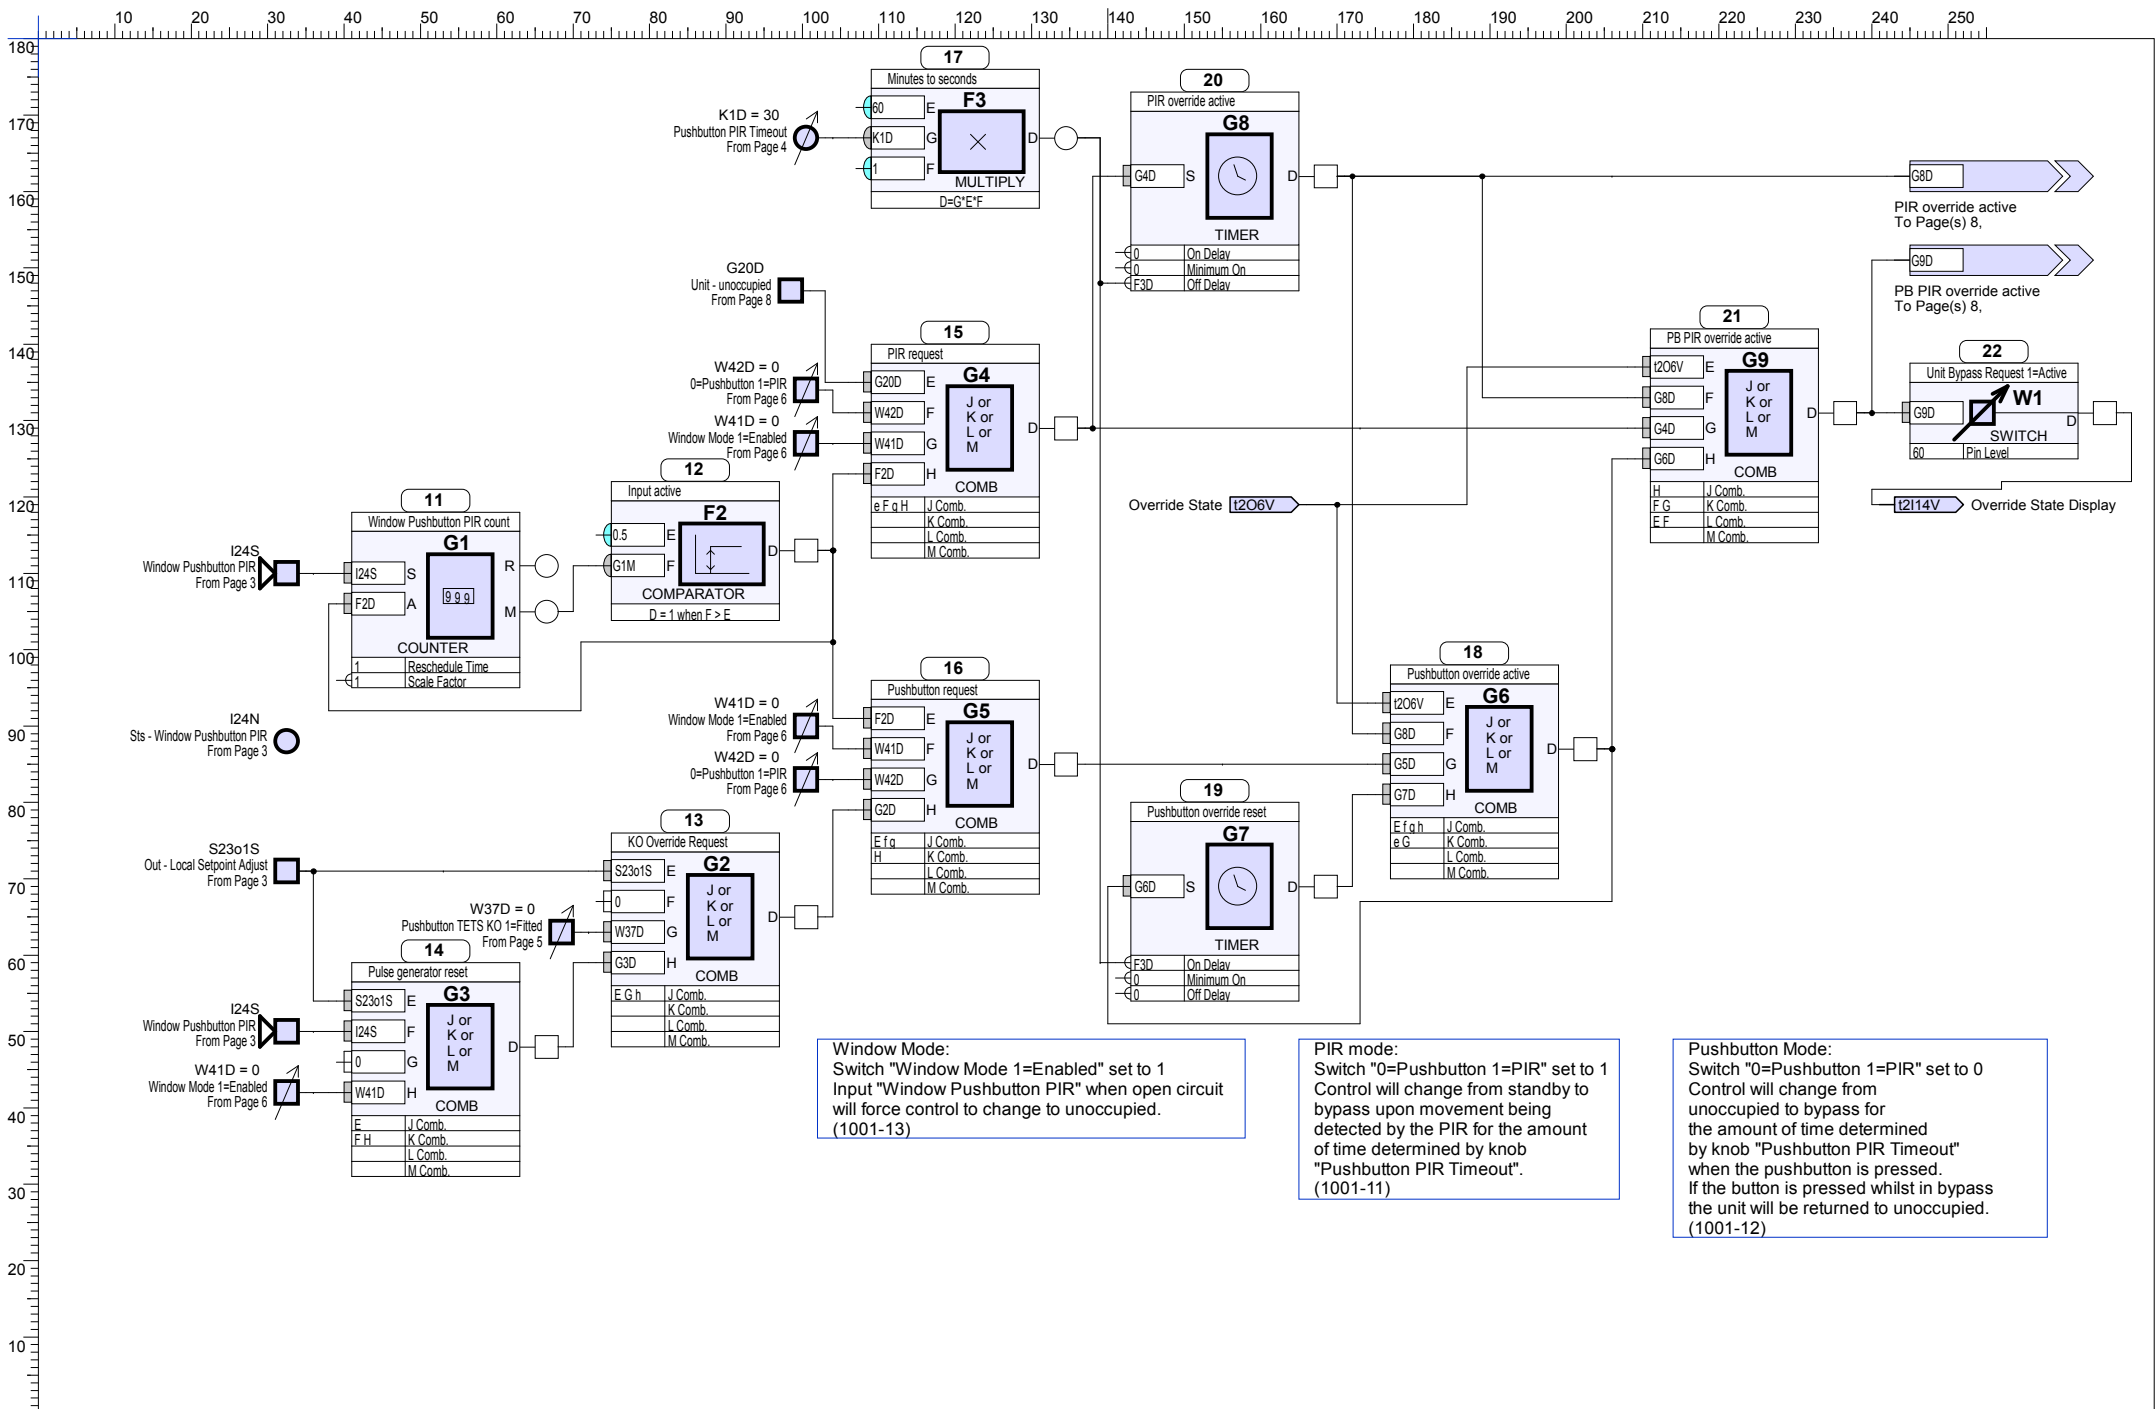 10 20 30 40 50 60 70 80 90 100 110 120 130 140 150 160 170 180 190 200 210 220 230 240 250
180
170
160
150
140
130
120
110
100
90
80
70
60
50
40
30
20
10
17
Minutes to seconds
F3
60 E
K1D G
1 F
D
MULTIPLY
D=G*E*F
K1D = 30
Pushbutton PIR Timeout
From Page 4
20
PIR override active
G8
G4D S
D
TIMER
0 On Delay
0 Minimum On
F3D Off Delay
G8D
PIR override active
To Page(s) 8,
G9D
PB PIR override active
To Page(s) 8,
G20D
Unit - unoccupied
From Page 8
W42D = 0
0=Pushbutton 1=PIR
From Page 6
W41D = 0
Window Mode 1=Enabled
From Page 6
15
PIR request
G4
G20D E
W42D F
W41D G
F2D H
J or
K or
L or
M
D
COMB
e F g H J Comb.
K Comb.
L Comb.
M Comb.
21
PB PIR override active
G9
t2O6V E
G8D F
G4D G
G6D H
J or
K or
L or
M
D
COMB
H J Comb.
F G K Comb.
E F L Comb.
M Comb.
22
Unit Bypass Request 1=Active
W1
G9D
D
SWITCH
60 Pin Level
Override State t2O6V
t2I14V Override State Display
11
Window Pushbutton PIR count
G1
I24S S
F2D A
999
R
M
COUNTER
1 Reschedule Time
1 Scale Factor
I24S
Window Pushbutton PIR
From Page 3
12
Input active
F2
0.5 E
G1M F
D
COMPARATOR
D = 1 when F > E
I24N
Sts - Window Pushbutton PIR
From Page 3
W41D = 0
Window Mode 1=Enabled
From Page 6
W42D = 0
0=Pushbutton 1=PIR
From Page 6
16
Pushbutton request
G5
F2D E
W41D F
W42D G
G2D H
J or
K or
L or
M
D
COMB
E f g J Comb.
H K Comb.
L Comb.
M Comb.
18
Pushbutton override active
G6
t2O6V E
G8D F
G5D G
G7D H
J or
K or
L or
M
D
COMB
E f g h J Comb.
e G K Comb.
L Comb.
M Comb.
19
Pushbutton override reset
G7
G6D S
D
TIMER
F3D On Delay
0 Minimum On
0 Off Delay
S23o1S
Out - Local Setpoint Adjust
From Page 3
W37D = 0
Pushbutton TETS KO 1=Fitted
From Page 5
13
KO Override Request
G2
S23o1S E
0 F
W37D G
G3D H
J or
K or
L or
M
D
COMB
E G h J Comb.
K Comb.
L Comb.
M Comb.
14
Pulse generator reset
G3
S23o1S E
I24S F
0 G
W41D H
J or
K or
L or
M
D
COMB
E J Comb.
F H K Comb.
L Comb.
M Comb.
I24S
Window Pushbutton PIR
From Page 3
W41D = 0
Window Mode 1=Enabled
From Page 6
Window Mode:
Switch "Window Mode 1=Enabled" set to 1
Input "Window Pushbutton PIR" when open circuit
will force control to change to unoccupied.
(1001-13)
PIR mode:
Switch "0=Pushbutton 1=PIR" set to 1
Control will change from standby to
bypass upon movement being
detected by the PIR for the amount
of time determined by knob
"Pushbutton PIR Timeout".
(1001-11)
Pushbutton Mode:
Switch "0=Pushbutton 1=PIR" set to 0
Control will change from
unoccupied to bypass for
the amount of time determined
by knob "Pushbutton PIR Timeout"
when the pushbutton is pressed.
If the button is pressed whilst in bypass
the unit will be returned to unoccupied.
(1001-12)